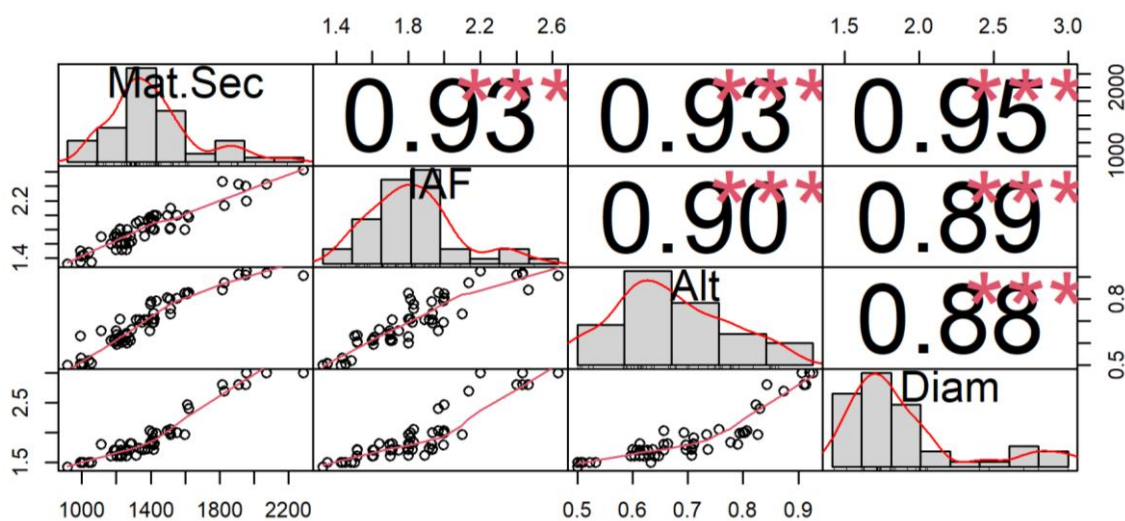 1.4 1.8 2.2 2.6 1.5 2.0 2.5 3.0
Mat.Sec 0.93*** 0.93*** 0.95*** 1000 2000
1.4 2.2 IAF 0.90*** 0.89***
Alt 0.88*** 0.5 0.8
1.5 2.5 Diam
1000 1400 1800 2200 0.5 0.6 0.7 0.8 0.9